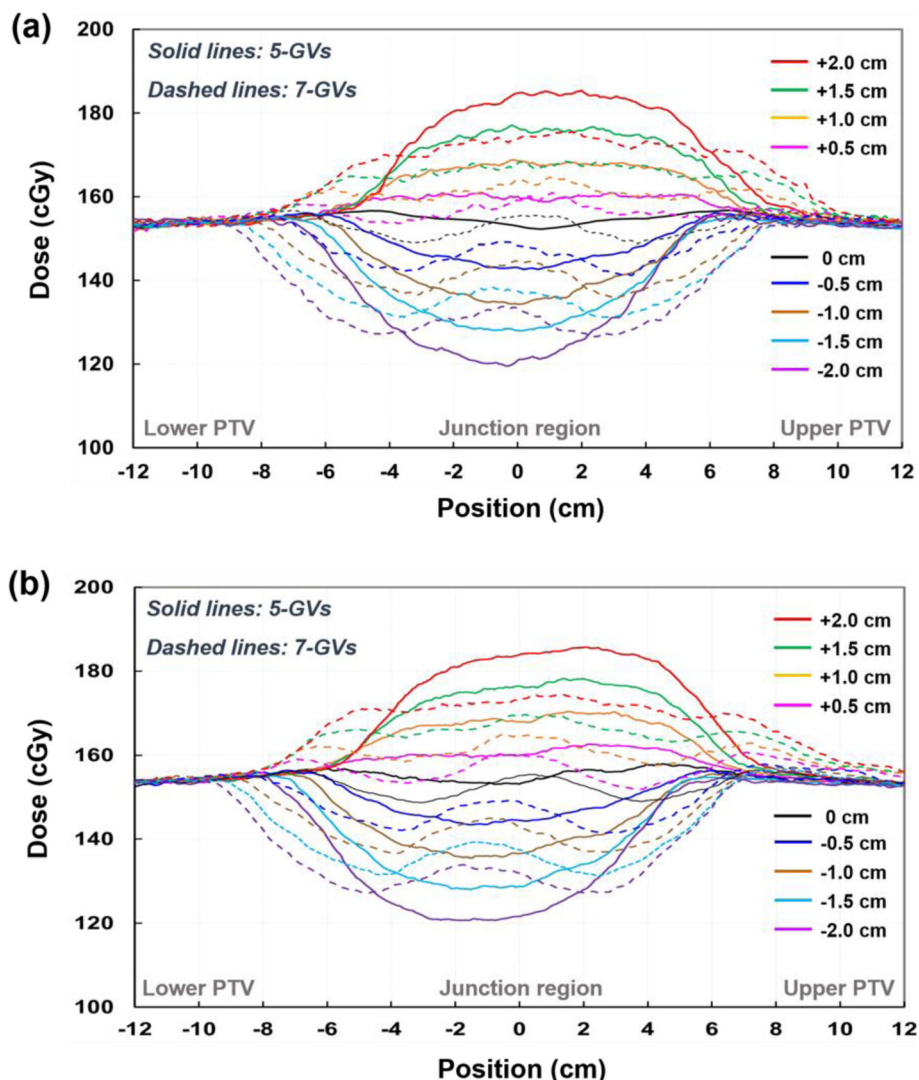 (a)
200
180
160
140
120
100
Dose (cGy)
Solid lines: 5-GVs
Dashed lines: 7-GVs
+2.0 cm
+1.5 cm
+1.0 cm
+0.5 cm
0 cm
-0.5 cm
-1.0 cm
-1.5 cm
-2.0 cm
Lower PTV Junction region Upper PTV
-12 -10 -8 -6 -4 -2 0 2 4 6 8 10 12
Position (cm)
(b)
200
180
160
140
120
100
Dose (cGy)
Solid lines: 5-GVs
Dashed lines: 7-GVs
+2.0 cm
+1.5 cm
+1.0 cm
+0.5 cm
0 cm
-0.5 cm
-1.0 cm
-1.5 cm
-2.0 cm
Lower PTV Junction region Upper PTV
-12 -10 -8 -6 -4 -2 0 2 4 6 8 10 12
Position (cm)